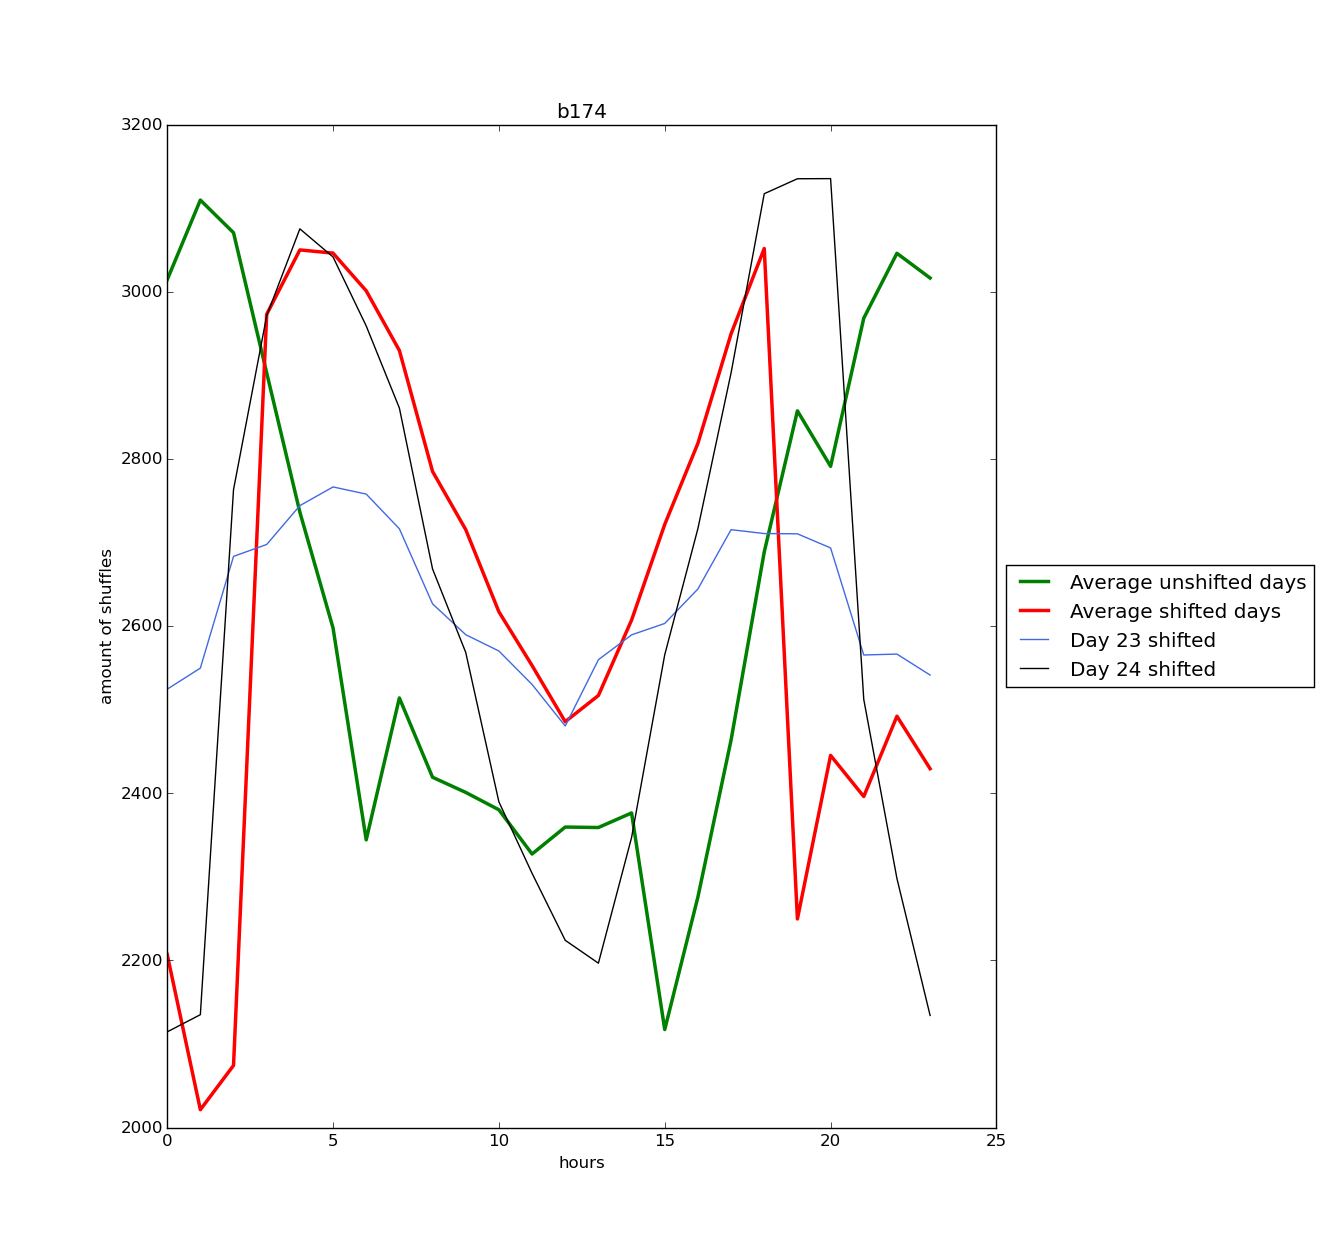 b174
3200
3000
2800
2600
2400
2200
2000
amount of shuffles
0 5 10 15 20 25
hours
Average unshifted days
Average shifted days
Day 23 shifted
Day 24 shifted